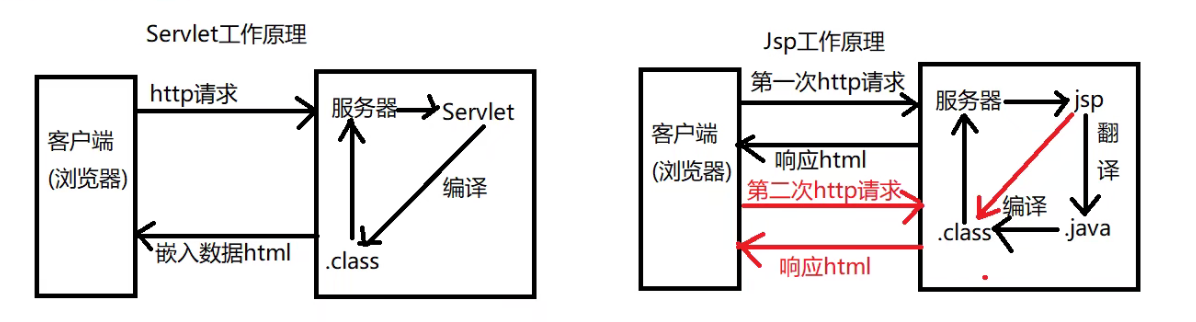 Servlet工作原理
http请求
服务器
Servlet
客户端
(浏览器)
编译
嵌入数据html
.class
Jsp工作原理
第一次http请求
服务器
jsp
客户端
(浏览器)
响应html
翻
译
第二次http请求
编译
.class
.java
响应html